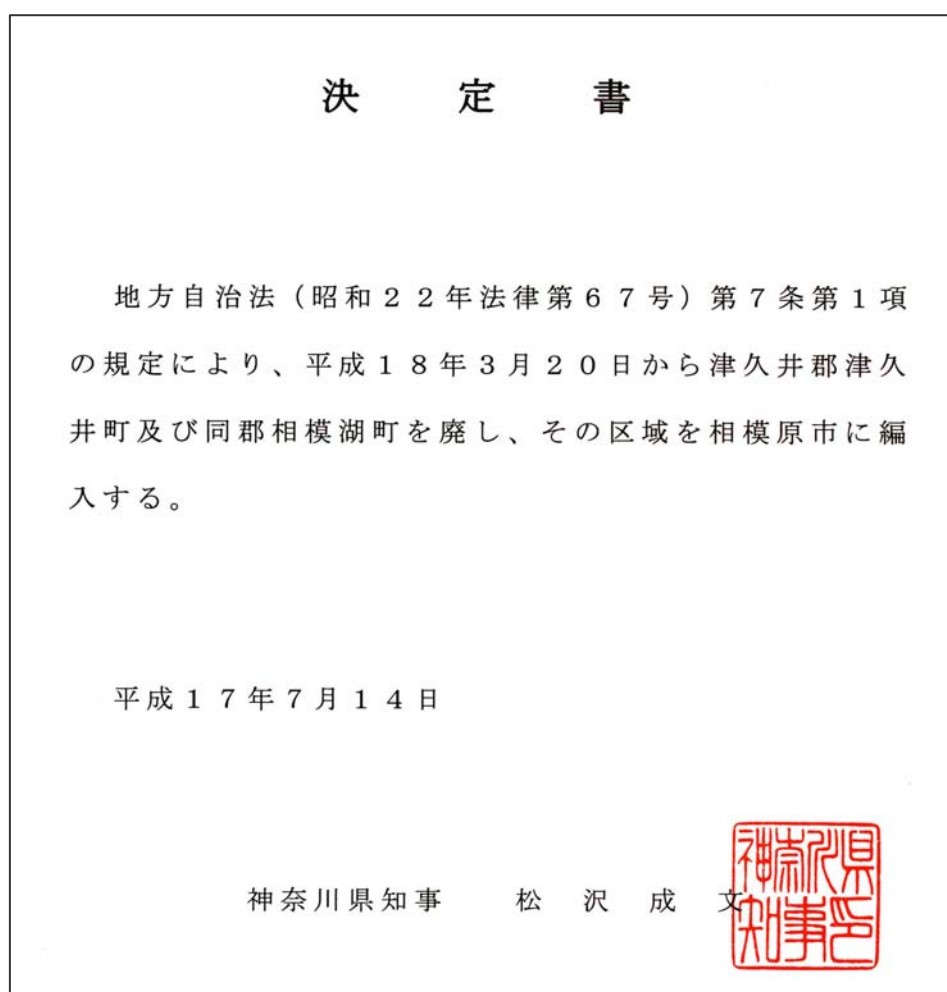 決定書
地方自治法（昭和２２年法律第６７号）第７条第１項
の規定により、平成１８年３月２０日から津久井郡津久
井町及び同郡相模湖町を廃し、その区域を相模原市に編
入する。
平成１７年７月１４日
神奈川県知事　松沢成文
神奈川県
知事印